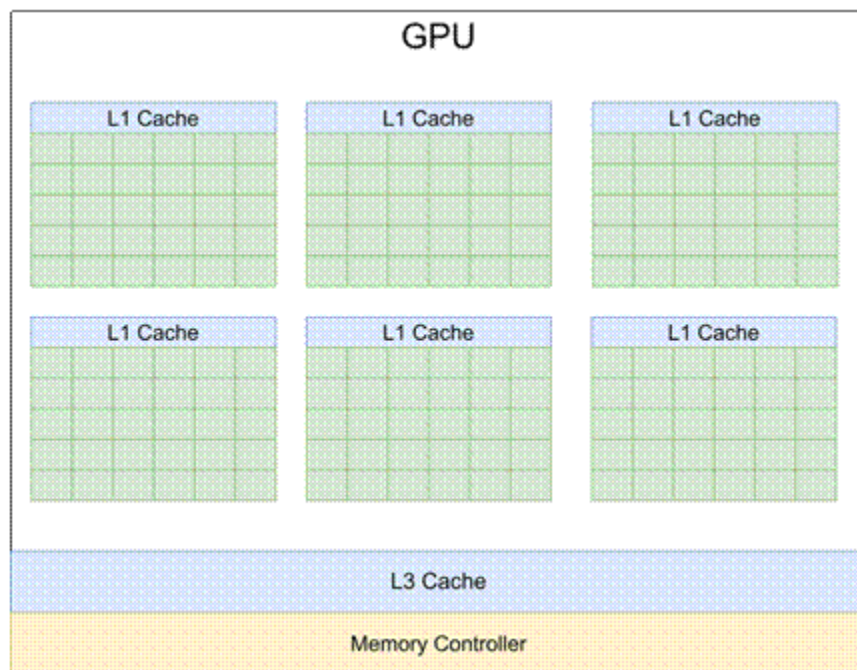 GPU
L1 Cache L1 Cache L1 Cache
L1 Cache L1 Cache L1 Cache
L3 Cache
Memory Controller